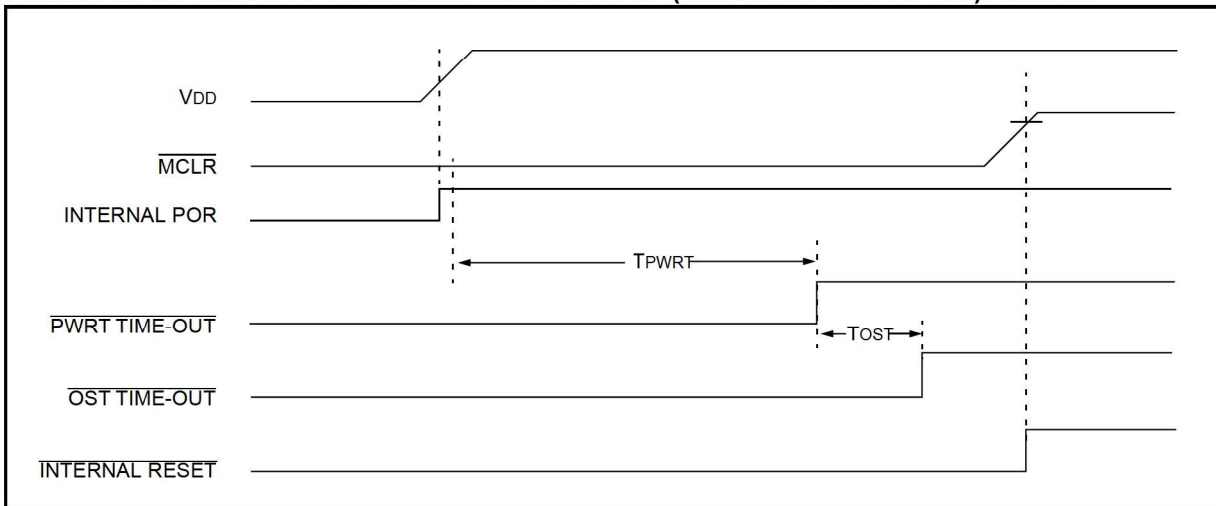 VDD
MCLR
INTERNAL POR
TPWRT
PWRT TIME-OUT
TOST
OST TIME-OUT
INTERNAL RESET